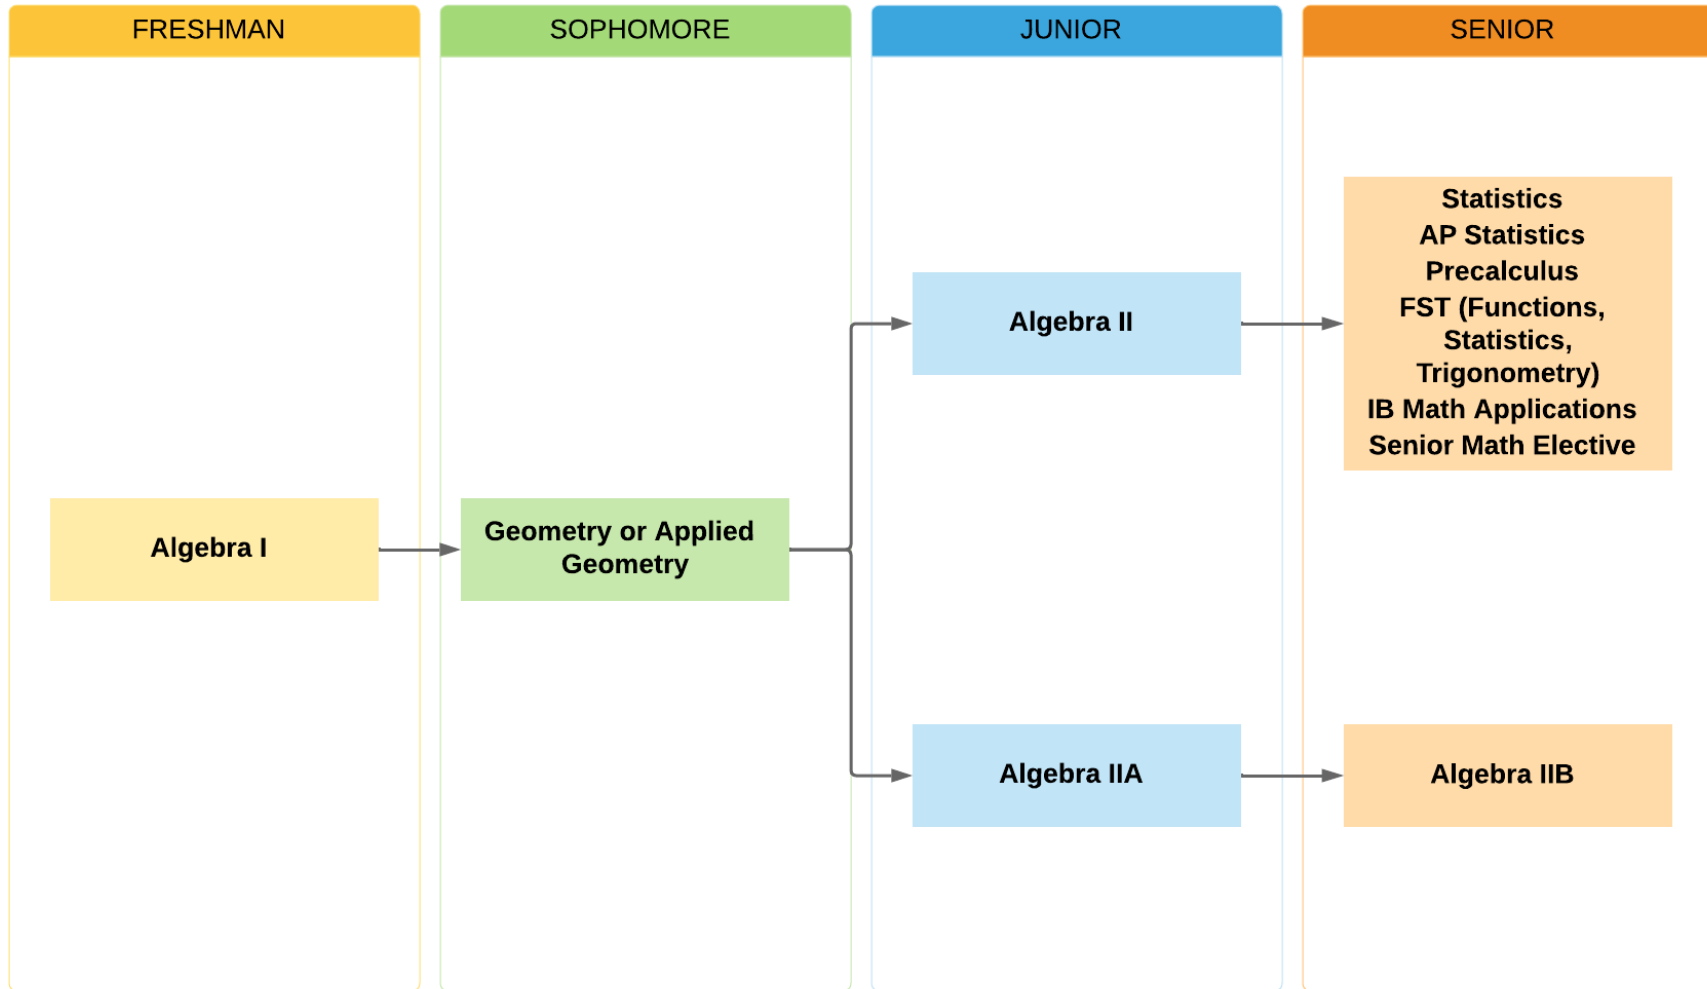 FRESHMAN
SOPHOMORE
JUNIOR
SENIOR
Algebra I
Geometry or Applied
Geometry
Algebra II
Algebra IIA
Statistics
AP Statistics
Precalculus
FST (Functions,
Statistics,
Trigonometry)
IB Math Applications
Senior Math Elective
Algebra IIB